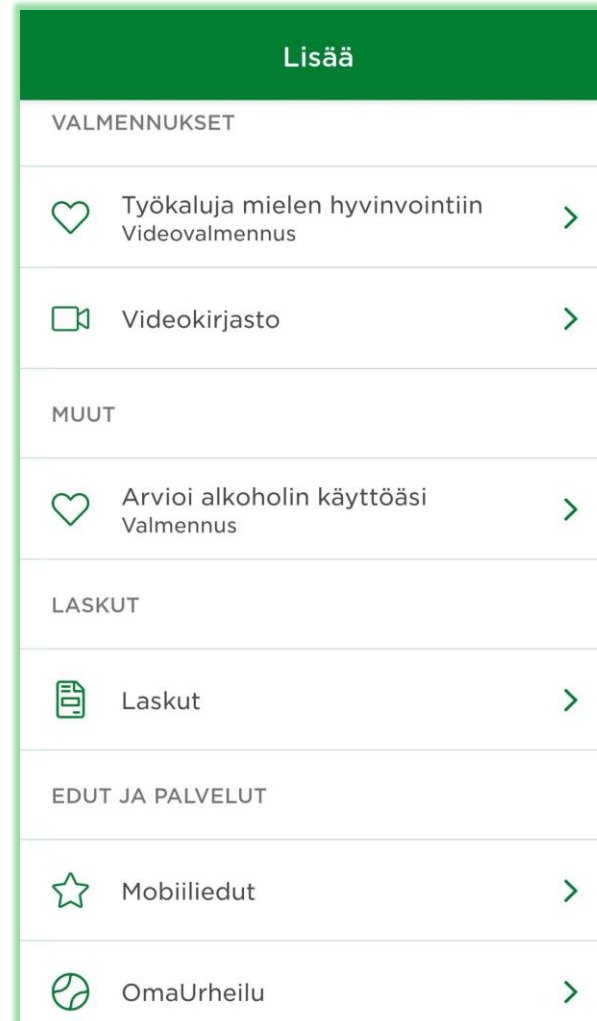 Lisää
VALMENNUKSET
Työkaluja mielen hyvinvointiin
Videovalmennus
Videokirjasto
MUUT
Arvioi alkoholin käyttöäsi
Valmennus
LASKUT
Laskut
EDUT JA PALVELUT
Mobiiliedut
OmaUrheilu